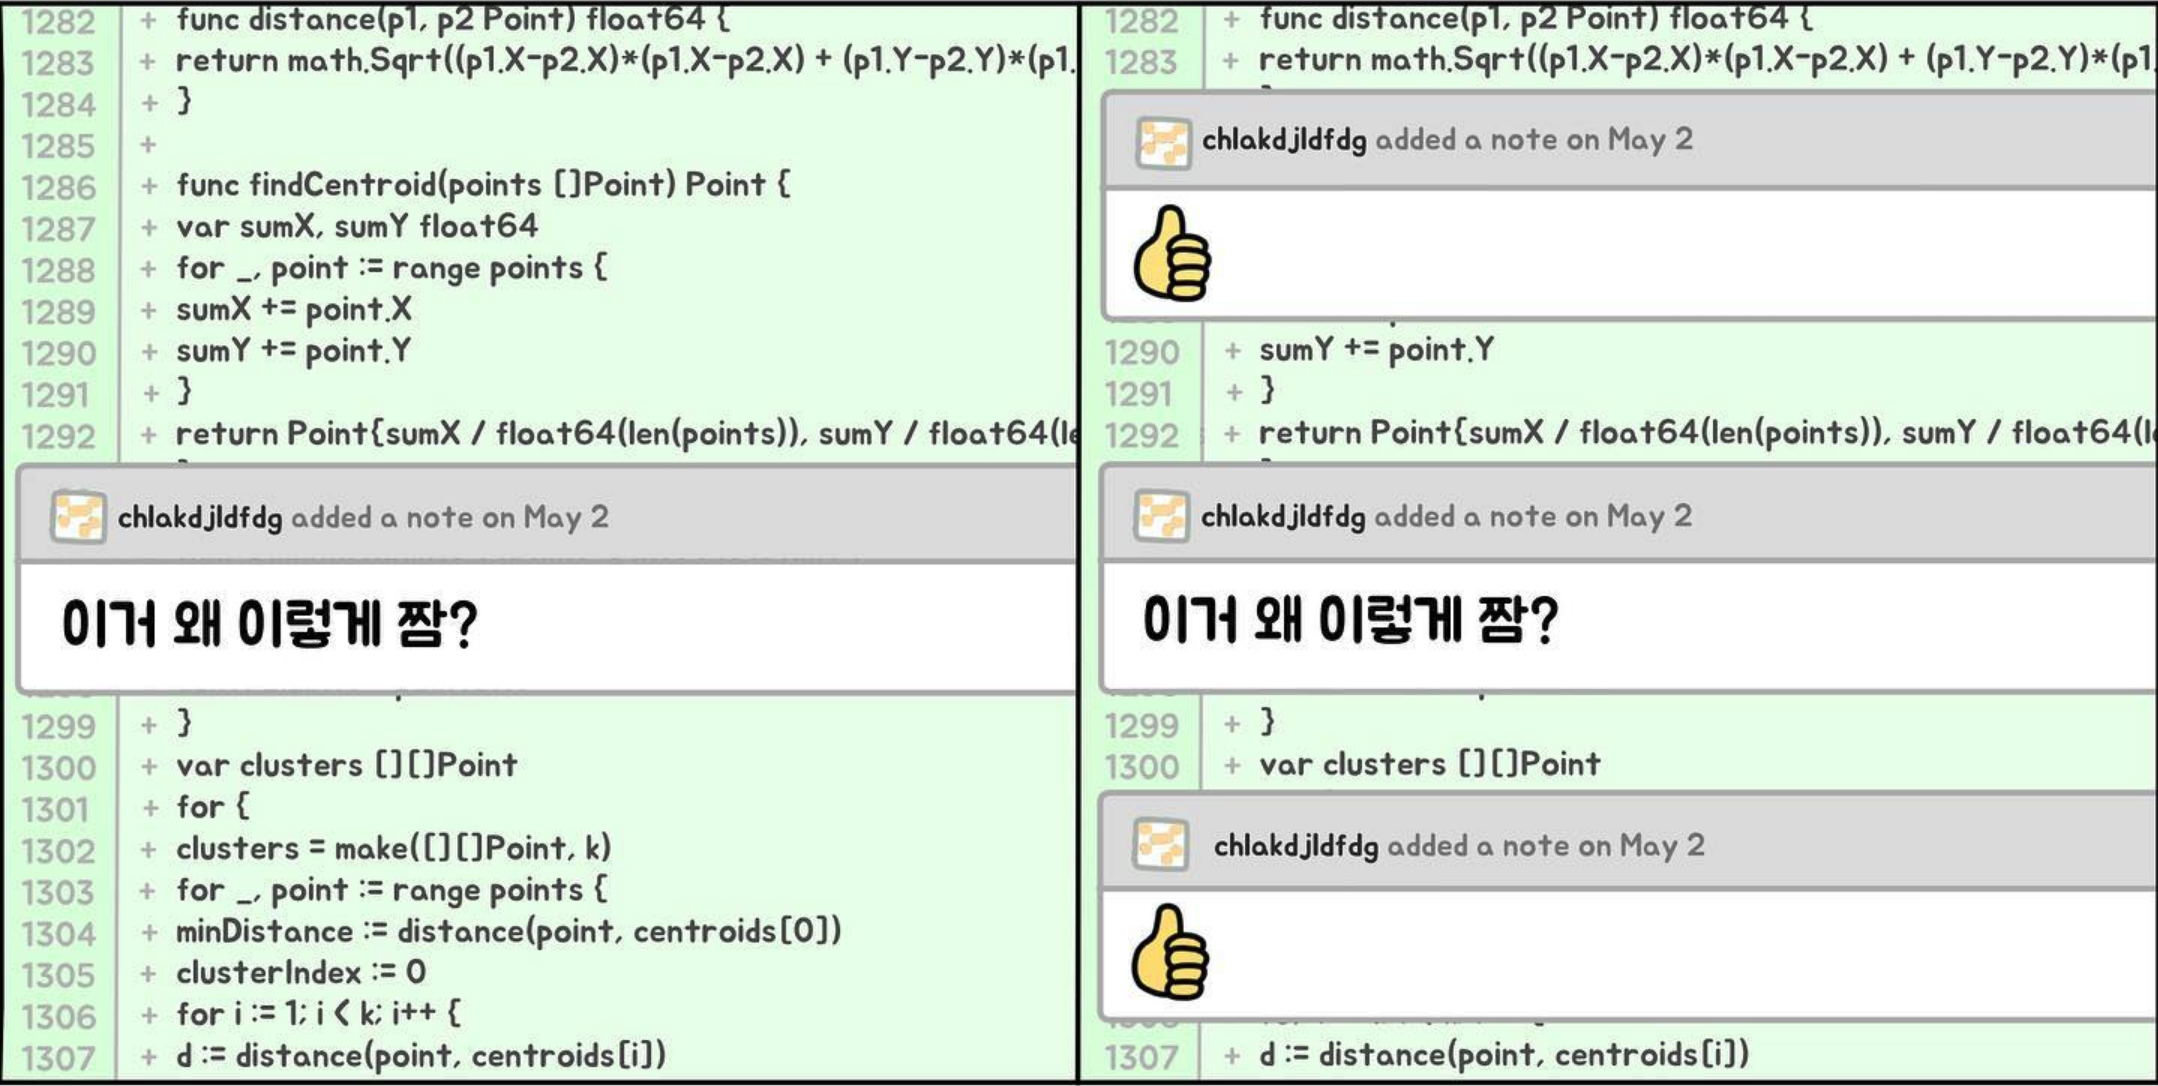 1282 + func distance(p1, p2 Point) float64 {
1283 + return math.Sqrt((p1.X-p2.X)*(p1.X-p2.X) + (p1.Y-p2.Y)*(p1.
1284 + }
1285 +
1286 + func findCentroid(points []Point) Point {
1287 + var sumX, sumY float64
1288 + for _, point := range points {
1289 + sumX += point.X
1290 + sumY += point.Y
1291 + }
1292 + return Point{sumX / float64(len(points)), sumY / float64(le
chlakdjldfdg added a note on May 2
이거 왜 이렇게 짬?
1299 + }
1300 + var clusters [][]Point
1301 + for {
1302 + clusters = make([][]Point, k)
1303 + for _, point := range points {
1304 + minDistance := distance(point, centroids[0])
1305 + clusterIndex := 0
1306 + for i := 1; i < k; i++ {
1307 + d := distance(point, centroids[i])
1282 + func distance(p1, p2 Point) float64 {
1283 + return math.Sqrt((p1.X-p2.X)*(p1.X-p2.X) + (p1.Y-p2.Y)*(p1.
chlakdjldfdg added a note on May 2
1290 + sumY += point.Y
1291 + }
1292 + return Point{sumX / float64(len(points)), sumY / float64(l
chlakdjldfdg added a note on May 2
이거 왜 이렇게 짬?
1299 + }
1300 + var clusters [][]Point
chlakdjldfdg added a note on May 2
1307 + d := distance(point, centroids[i])